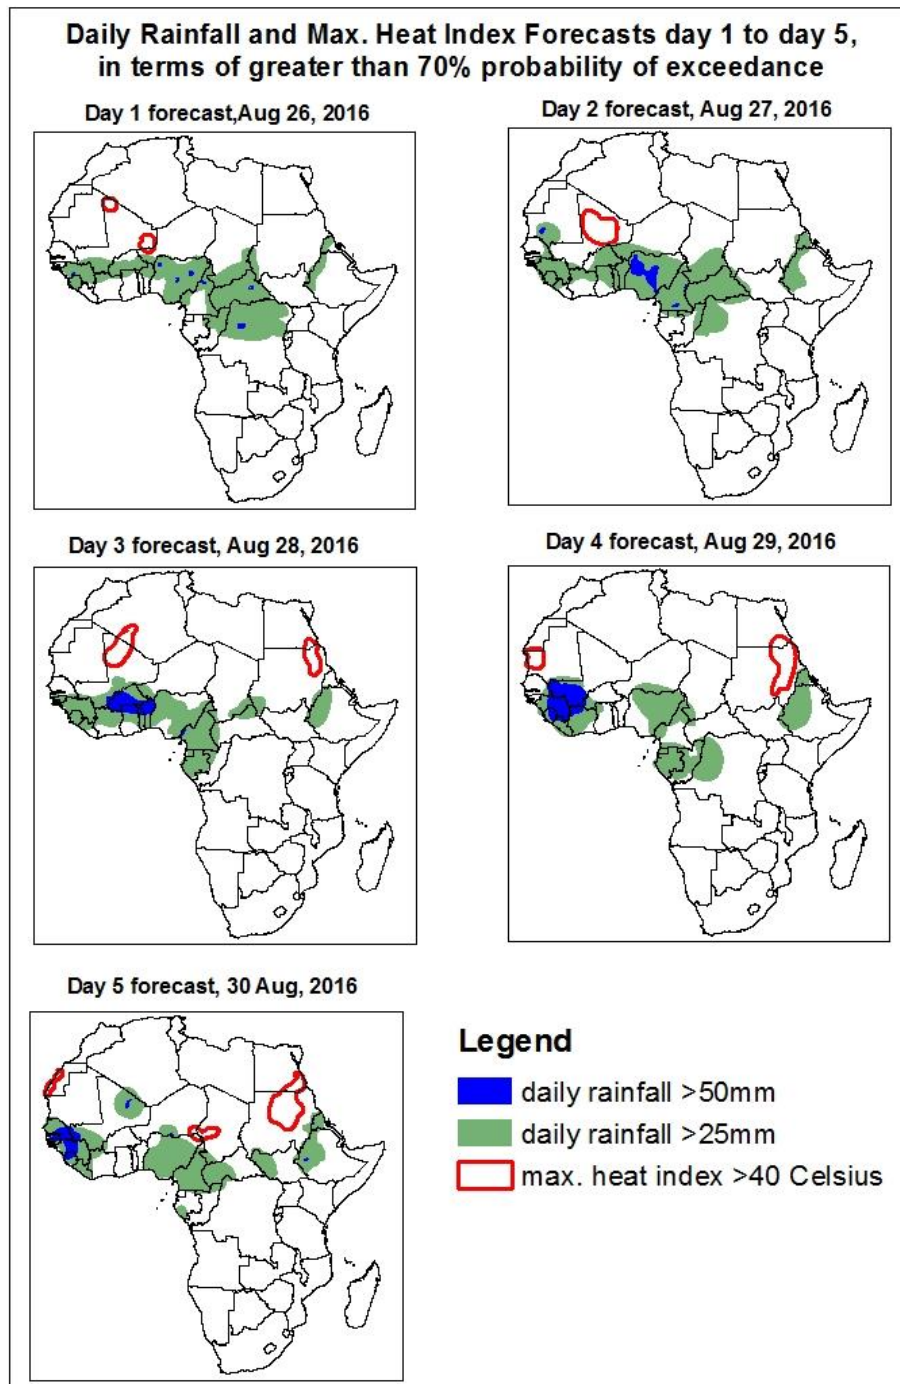 Daily Rainfall and Max. Heat Index Forecasts day 1 to day 5,
in terms of greater than 70% probability of exceedance
Day 1 forecast,Aug 26, 2016
Day 2 forecast, Aug 27, 2016
Day 3 forecast, Aug 28, 2016
Day 4 forecast, Aug 29, 2016
Day 5 forecast, 30 Aug, 2016
Legend
daily rainfall >50mm
daily rainfall >25mm
max. heat index >40 Celsius